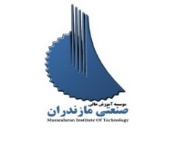 موسسه آموزش عالی
صنعتی مازندران
Mazandaran Institute Of Technology